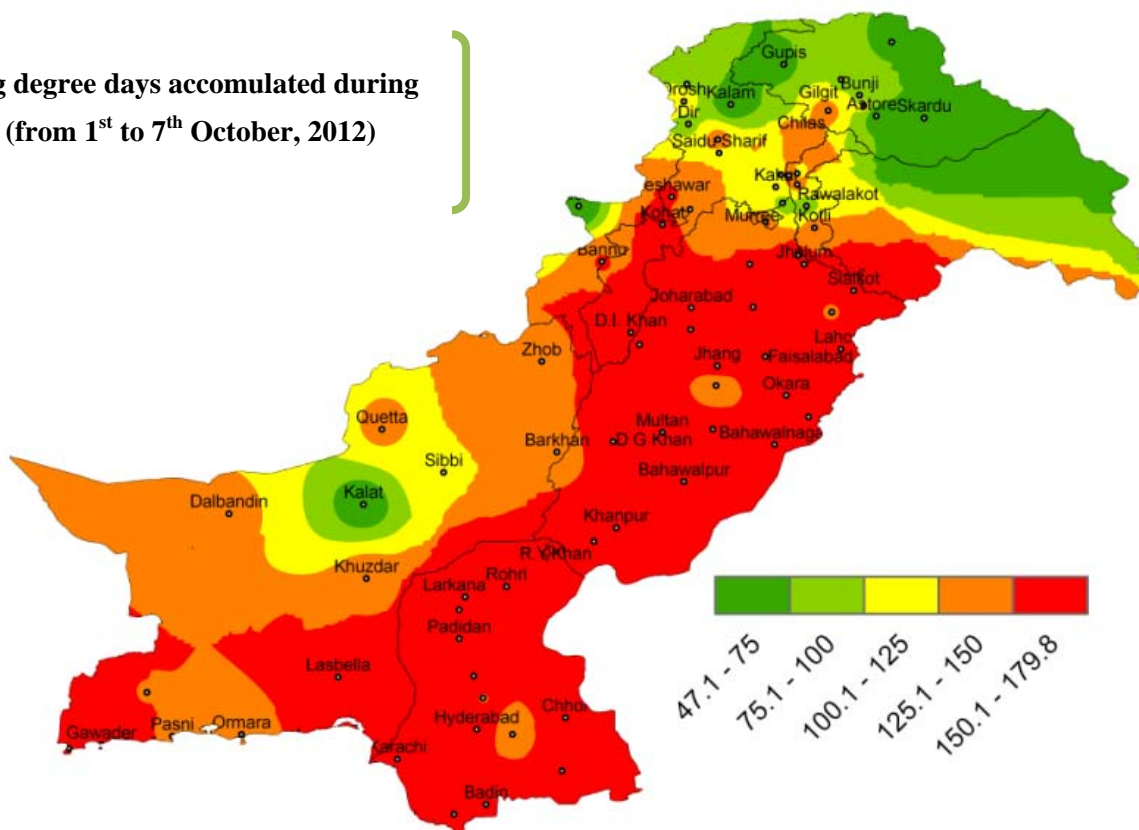 g degree days accomulated during
(from 1st to 7th October, 2012)
Gupis
Bunji
Kalam
Gilgit
Astore
Skardu
Dir
Chilas
Saidu Sharif
Rawalakot
eshawar
Kohat
Murree
Kotli
Bannu
Jhelum
Sialkot
Joharabad
D.I. Khan
Laho
Zhob
Jhang
Faisalabad
Okara
Quetta
Multan
D G Khan
Bahawalnaga
Barkhan
Sibbi
Bahawalpur
Kalat
Dalbandin
Khanpur
R.Y.Khan
Khuzdar
Rohri
Larkana
Padidan
Lasbella
Chhor
Hyderabad
Pasni
Ormara
Gawader
Karachi
Badin
47.1 - 75
75.1 - 100
100.1 - 125
125.1 - 150
150.1 - 179.8